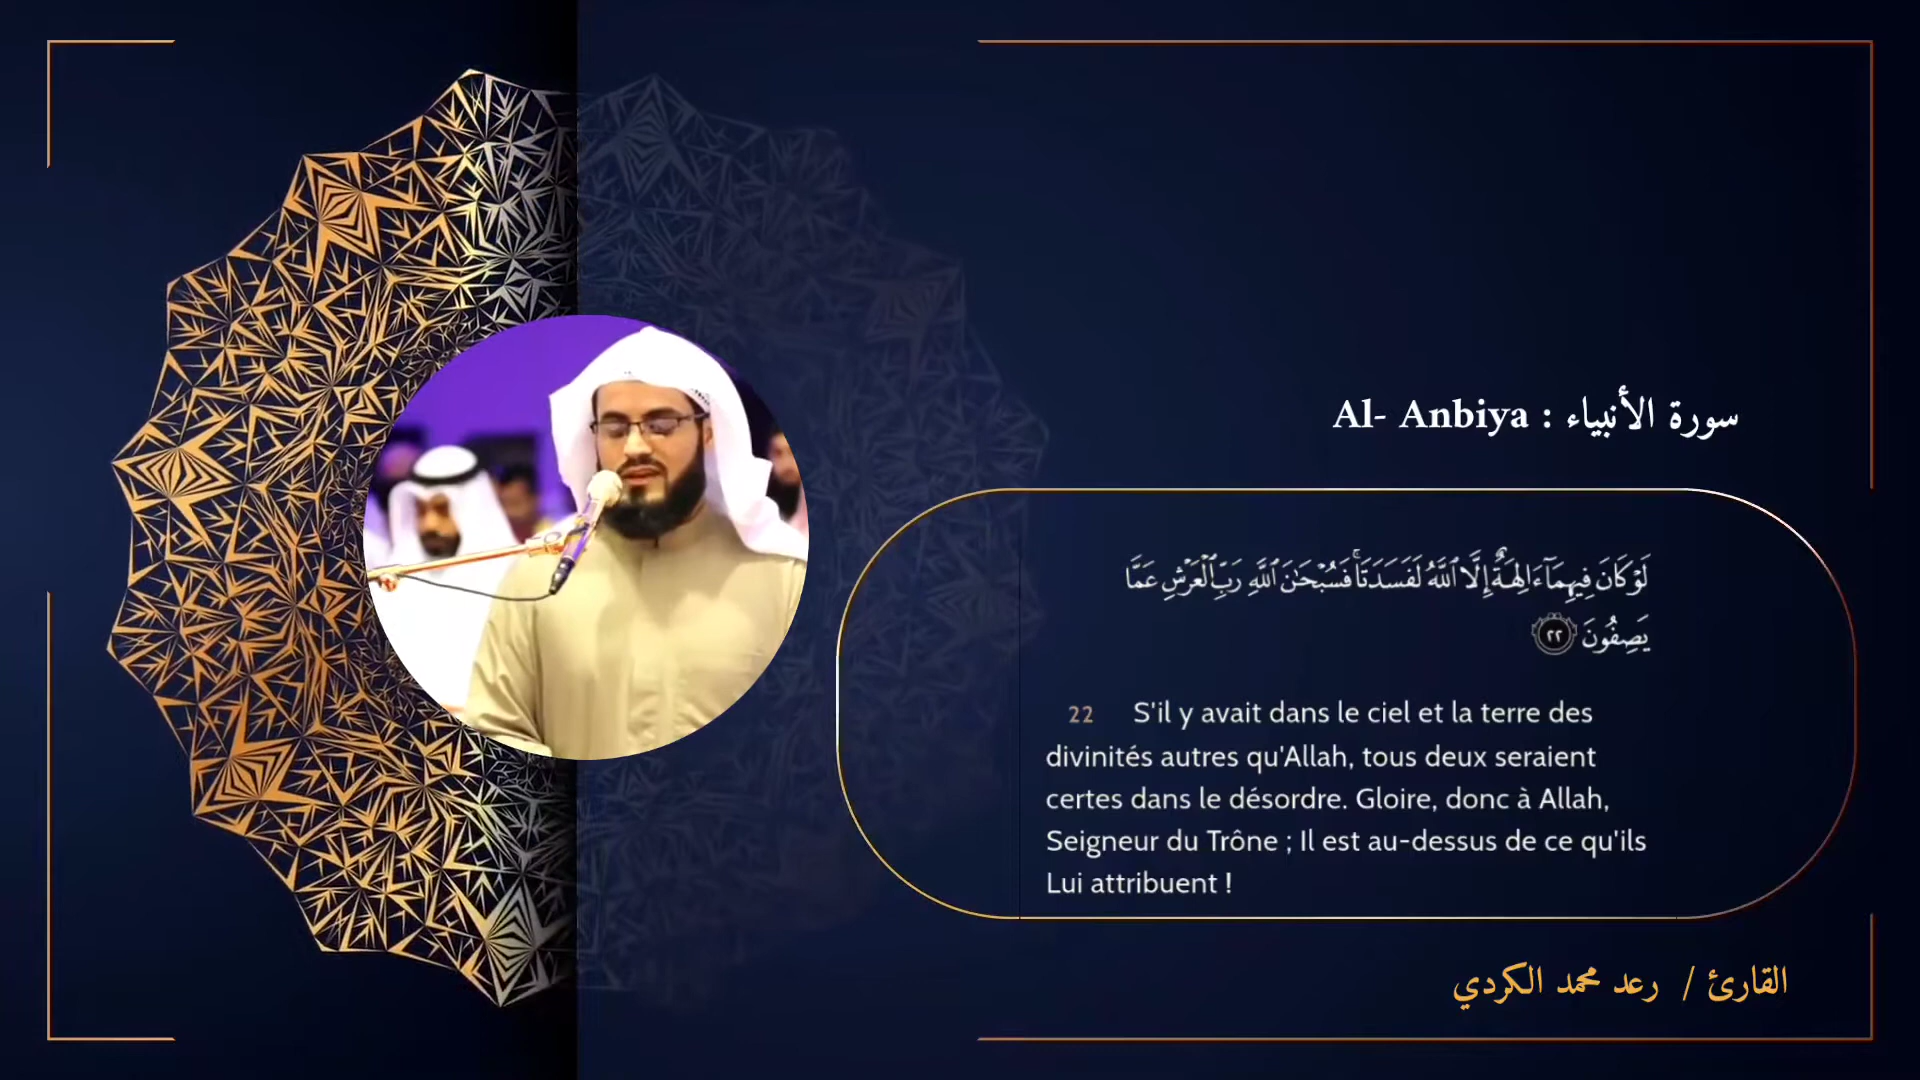 سورة الأنبياء : Al- Anbiya
لَوْ كَانَ فِيهِمَآ ءَالِهَةٌ إِلَّا ٱللَّهُ لَفَسَدَتَا ۚ فَسُبْحَـٰنَ ٱللَّهِ رَبِّ ٱلْعَرْشِ عَمَّا
يَصِفُونَ ٢٢
22 S'il y avait dans le ciel et la terre des
divinités autres qu'Allah, tous deux seraient
certes dans le désordre. Gloire, donc à Allah,
Seigneur du Trône ; Il est au-dessus de ce qu'ils
Lui attribuent !
القارئ / رعد محمد الكردي